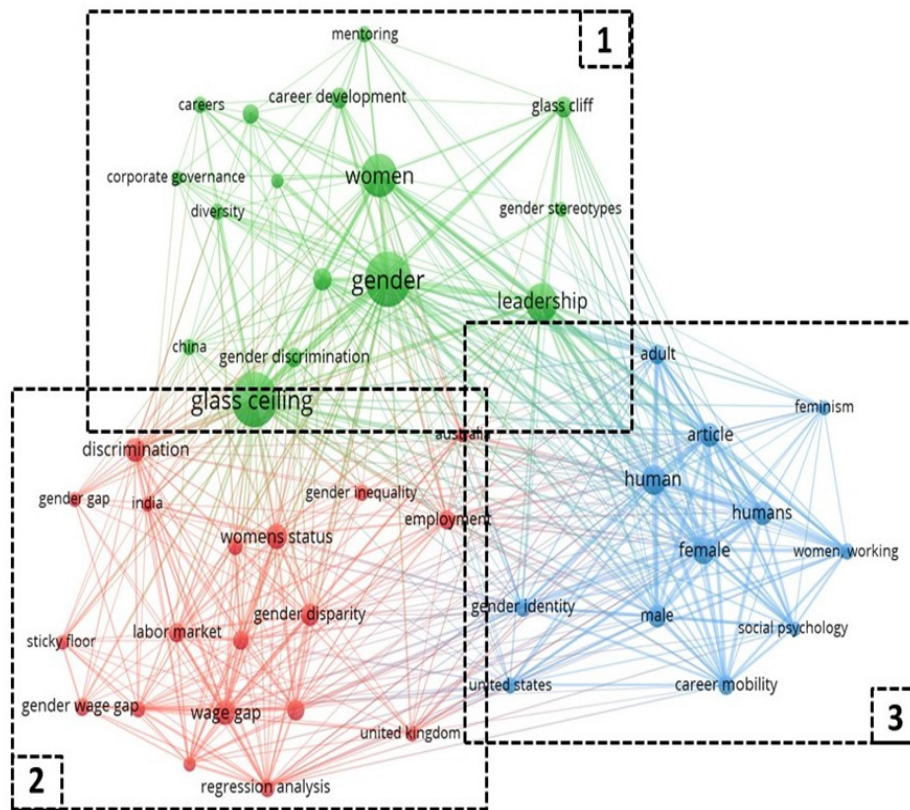 mentoring
1
careers
career development
glass cliff
women
corporate governance
diversity
gender stereotypes
gender
leadership
china
gender discrimination
glass ceiling
adult
feminism
australia
article
discrimination
human
gender gap
india
gender inequality
employment
humans
womens status
female
women, working
gender identity
gender disparity
labor market
male
social psychology
sticky floor
united states
career mobility
gender wage gap
wage gap
united kingdom
3
2
regression analysis